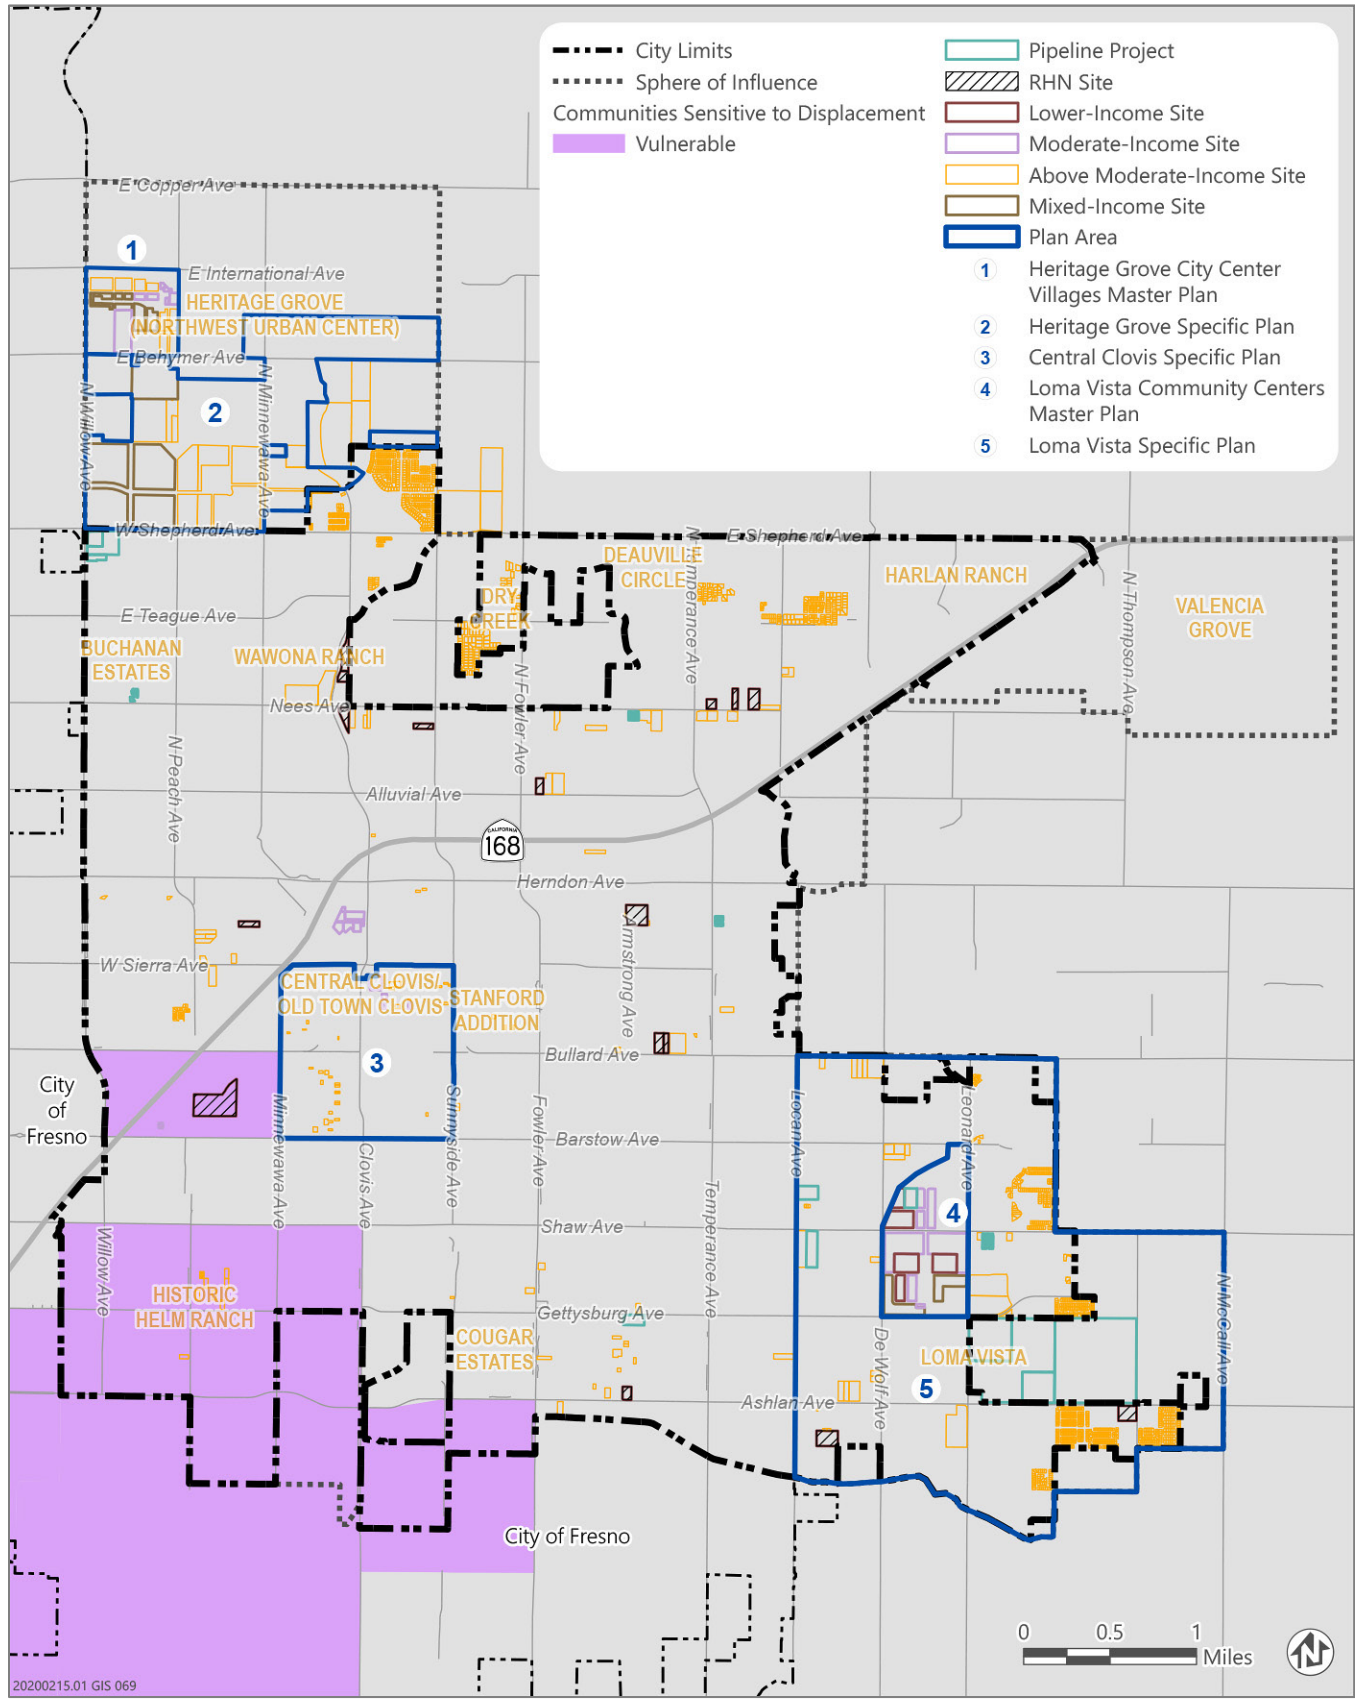 City Limits
Sphere of Influence
Communities Sensitive to Displacement
Vulnerable
Pipeline Project
RHN Site
Lower-Income Site
Moderate-Income Site
Above Moderate-Income Site
Mixed-Income Site
Plan Area
1 Heritage Grove City Center
Villages Master Plan
2 Heritage Grove Specific Plan
3 Central Clovis Specific Plan
4 Loma Vista Community Centers
Master Plan
5 Loma Vista Specific Plan
E Copper Ave
1
E International Ave
HERITAGE GROVE
(NORTHWEST URBAN CENTER)
E Behymer Ave
N Willow Ave
N Minnewawa Ave
2
W Shepherd Ave
E Shepherd Ave
DEAUVILLE
CIRCLE
N Temperance Ave
HARLAN RANCH
N Thompson Ave
VALENCIA
GROVE
DRY
CREEK
E Teague Ave
BUCHANAN
ESTATES
WAWONA RANCH
Nees Ave
N Fowler Ave
N Peach Ave
Alluvial Ave
CALIFORNIA
168
Herndon Ave
W Sierra Ave
Armstrong Ave
CENTRAL CLOVIS/
OLD TOWN CLOVIS
STANFORD
ADDITION
3
Bullard Ave
City
of
Fresno
Minnewawa Ave
Clovis Ave
Sunnyside Ave
Fowler Ave
Barstow Ave
Locan Ave
Leonard Ave
Temperance Ave
4
Shaw Ave
Willow Ave
HISTORIC
HELM RANCH
Gettysburg Ave
COUGAR
ESTATES
De Wolf Ave
LOMA VISTA
N McCall Ave
5
Ashlan Ave
City of Fresno
0 0.5 1
Miles
N
20200215.01 GIS 069